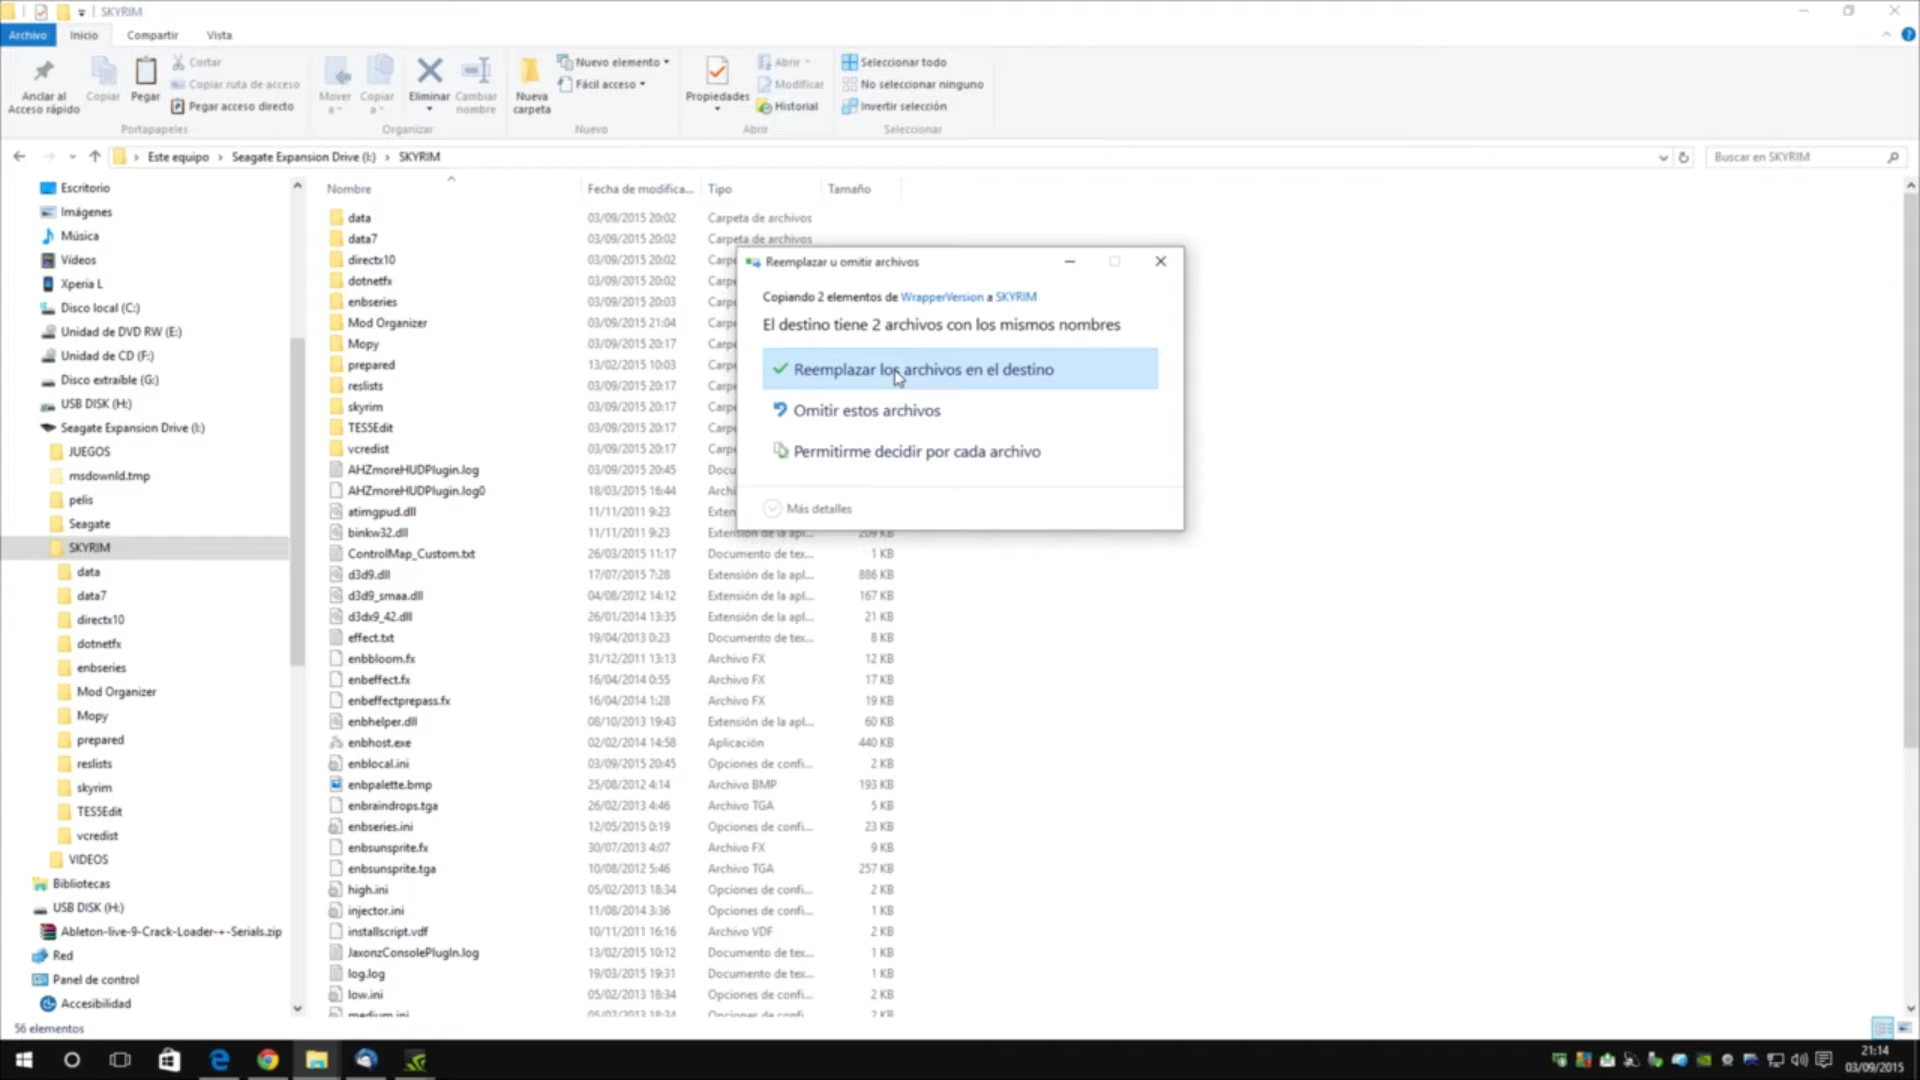 SKYRIM
Archivo Inicio Compartir Vista
Anclar al Acceso rápido
Copiar
Pegar
Cortar
Copiar ruta de acceso
Pegar acceso directo
Portapapeles
Mover a
Copiar a
Eliminar
Cambiar nombre
Organizar
Nueva carpeta
Nuevo elemento
Fácil acceso
Nuevo
Propiedades
Abrir
Modificar
Historial
Abrir
Seleccionar todo
No seleccionar ninguno
Invertir selección
Seleccionar
Este equipo > Seagate Expansion Drive (I:) > SKYRIM
Buscar en SKYRIM
Escritorio
Imágenes
Música
Vídeos
Xperia L
Disco local (C:)
Unidad de DVD RW (E:)
Unidad de CD (F:)
Disco extraíble (G:)
USB DISK (H:)
Seagate Expansion Drive (I:)
JUEGOS
msdownld.tmp
pelis
Seagate
SKYRIM
data
data7
directx10
dotnetfx
enbseries
Mod Organizer
Mopy
prepared
reslists
skyrim
TES5Edit
vcredist
VIDEOS
Bibliotecas
USB DISK (H:)
Ableton-live-9-Crack-Loader-+-Serials.zip
Red
Panel de control
Accesibilidad
Nombre Fecha de modifica... Tipo Tamaño
data 03/09/2015 20:02 Carpeta de archivos
data7 03/09/2015 20:02 Carpeta de archivos
directx10 03/09/2015 20:02 Carpe
dotnetfx 03/09/2015 20:02 Carpe
enbseries 03/09/2015 20:03 Carpe
Mod Organizer 03/09/2015 21:04 Carpe
Mopy 03/09/2015 20:17 Carpe
prepared 13/02/2015 10:03 Carpe
reslists 03/09/2015 20:17 Carpe
skyrim 03/09/2015 20:17 Carpe
TES5Edit 03/09/2015 20:17 Carpe
vcredist 03/09/2015 20:17 Carpe
AHZmoreHUDPlugin.log 03/09/2015 20:45 Docu
AHZmoreHUDPlugin.log0 18/03/2015 16:44 Archi
atimgpud.dll 11/11/2011 9:23 Exten
binkw32.dll 11/11/2011 9:23 Extensión de la apl... 209 KB
ControlMap_Custom.txt 26/03/2015 11:17 Documento de tex... 1 KB
d3d9.dll 17/07/2015 7:28 Extensión de la apl... 886 KB
d3d9_smaa.dll 04/08/2012 14:12 Extensión de la apl... 167 KB
d3dx9_42.dll 26/01/2014 13:35 Extensión de la apl... 21 KB
effect.txt 19/04/2013 0:23 Documento de tex... 8 KB
enbbloom.fx 31/12/2011 13:13 Archivo FX 12 KB
enbeffect.fx 16/04/2014 0:55 Archivo FX 17 KB
enbeffectprepass.fx 16/04/2014 1:28 Archivo FX 19 KB
enbhelper.dll 08/10/2013 19:43 Extensión de la apl... 60 KB
enbhost.exe 02/02/2014 14:58 Aplicación 440 KB
enblocal.ini 03/09/2015 20:45 Opciones de confi... 2 KB
enbpalette.bmp 25/08/2012 4:14 Archivo BMP 193 KB
enbraindrops.tga 26/02/2013 4:46 Archivo TGA 5 KB
enbseries.ini 12/05/2015 0:19 Opciones de confi... 23 KB
enbsunsprite.fx 30/07/2013 4:07 Archivo FX 9 KB
enbsunsprite.tga 10/08/2012 5:46 Archivo TGA 257 KB
high.ini 05/02/2013 18:34 Opciones de confi... 2 KB
injector.ini 11/08/2014 3:36 Opciones de confi... 1 KB
installscript.vdf 10/11/2011 16:16 Archivo VDF 2 KB
JaxonzConsolePlugIn.log 13/02/2015 10:12 Documento de tex... 1 KB
log.log 19/03/2015 19:31 Documento de tex... 1 KB
low.ini 05/02/2013 18:34 Opciones de confi... 2 KB
medium.ini 05/02/2013 18:34 Opciones de confi... 2 KB
Reemplazar u omitir archivos
Copiando 2 elementos de WrapperVersion a SKYRIM
El destino tiene 2 archivos con los mismos nombres
Reemplazar los archivos en el destino
Omitir estos archivos
Permitirme decidir por cada archivo
Más detalles
56 elementos
21:14
03/09/2015